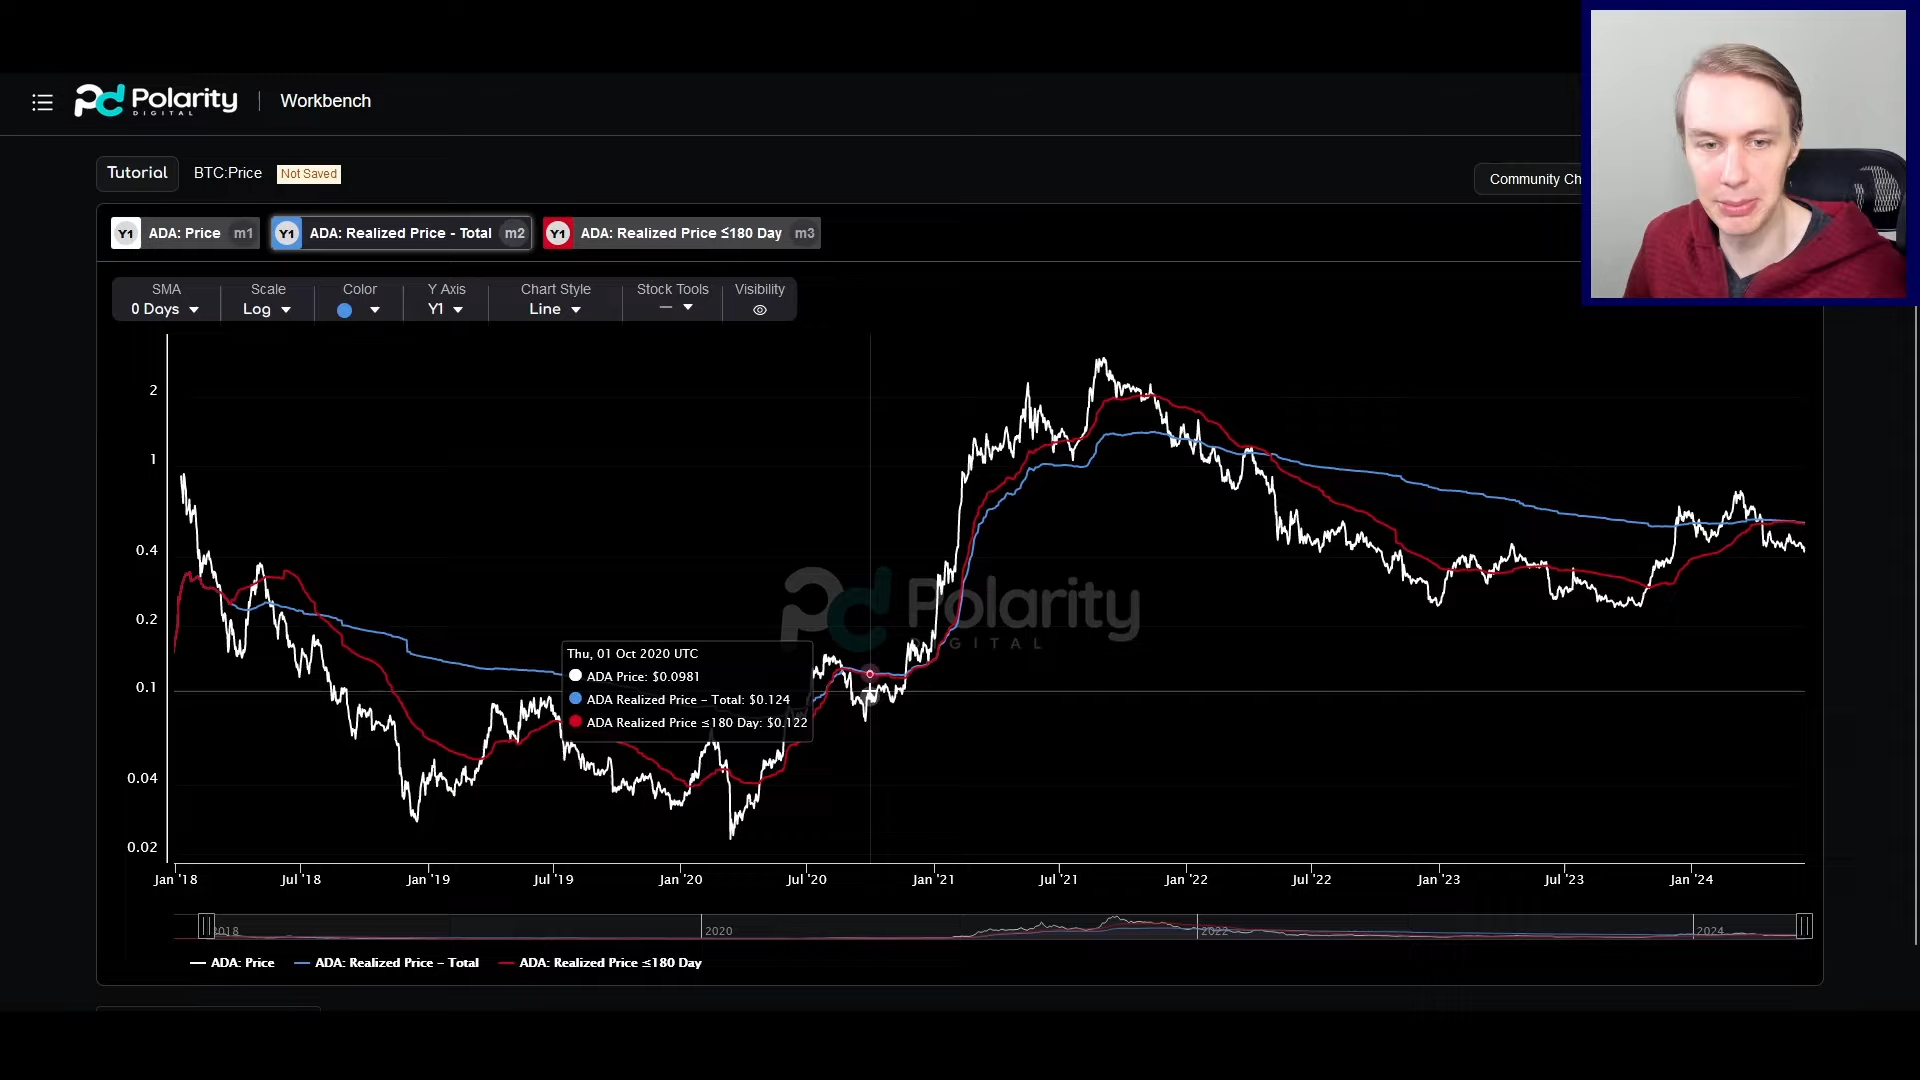 Polarity
DIGITAL
Workbench
Tutorial
BTC:Price
Not Saved
Community Ch
Y1 ADA: Price m1
Y1 ADA: Realized Price - Total m2
Y1 ADA: Realized Price ≤180 Day m3
SMA
0 Days
Scale
Log
Color
Y Axis
Y1
Chart Style
Line
Stock Tools
Visibility
2
1
0.4
0.2
0.1
0.04
0.02
Polarity
DIGITAL
Thu, 01 Oct 2020 UTC
ADA Price: $0.0981
ADA Realized Price – Total: $0.124
ADA Realized Price ≤180 Day: $0.122
Jan '18
Jul '18
Jan '19
Jul '19
Jan '20
Jul '20
Jan '21
Jul '21
Jan '22
Jul '22
Jan '23
Jul '23
Jan '24
2018
2020
2022
2024
ADA: Price
ADA: Realized Price – Total
ADA: Realized Price ≤180 Day